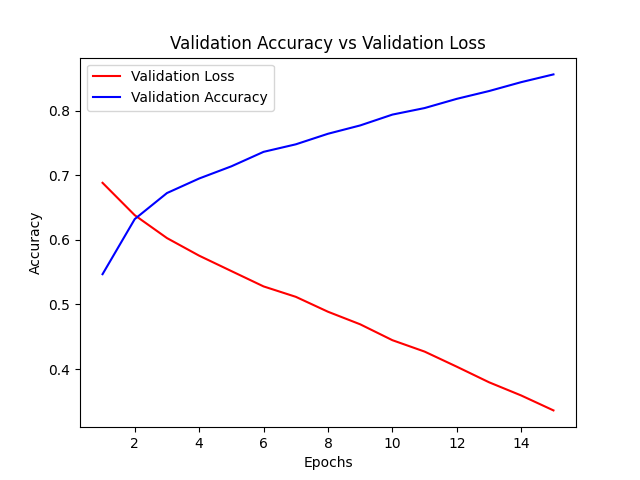 Validation Accuracy vs Validation Loss
Validation Loss
Validation Accuracy
0.8
0.7
0.6
0.5
0.4
Accuracy
2 4 6 8 10 12 14
Epochs